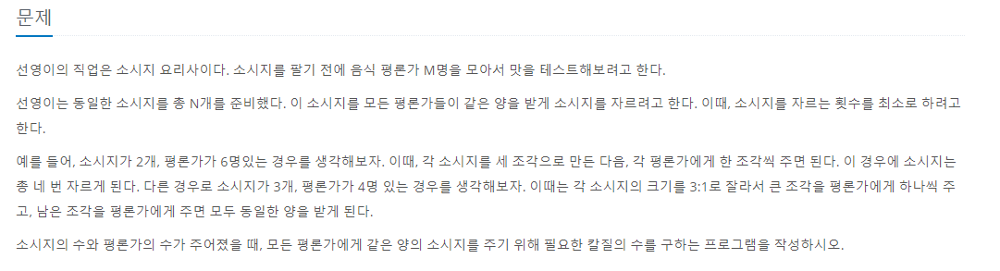 문제
선영이의 직업은 소시지 요리사이다. 소시지를 팔기 전에 음식 평론가 M명을 모아서 맛을 테스트해보려고 한다.
선영이는 동일한 소시지를 총 N개를 준비했다. 이 소시지를 모든 평론가들이 같은 양을 받게 소시지를 자르려고 한다. 이때, 소시지를 자르는 횟수를 최소로 하려고
한다.
예를 들어, 소시지가 2개, 평론가가 6명있는 경우를 생각해보자. 이때, 각 소시지를 세 조각으로 만든 다음, 각 평론가에게 한 조각씩 주면 된다. 이 경우에 소시지는
총 네 번 자르게 된다. 다른 경우로 소시지가 3개, 평론가가 4명 있는 경우를 생각해보자. 이때는 각 소시지의 크기를 3:1로 잘라서 큰 조각을 평론가에게 하나씩 주
고, 남은 조각을 평론가에게 주면 모두 동일한 양을 받게 된다.
소시지의 수와 평론가의 수가 주어졌을 때, 모든 평론가에게 같은 양의 소시지를 주기 위해 필요한 칼질의 수를 구하는 프로그램을 작성하시오.